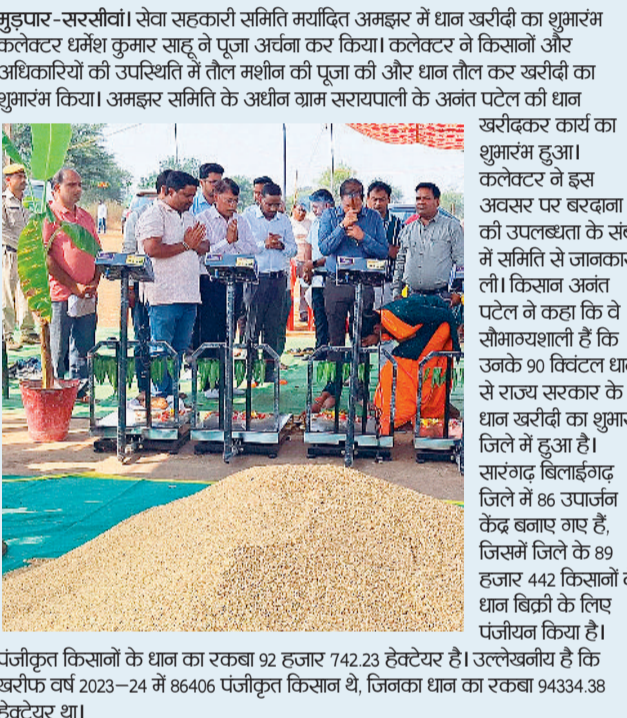 मुड़पार-सरसीवां। सेवा सहकारी समिति मर्यादित अमझर में धान खरीदी का शुभारंभ
कलेक्टर धर्मेश कुमार साहू ने पूजा अर्चना कर किया। कलेक्टर ने किसानों और
अधिकारियों की उपस्थिति में तौल मशीन की पूजा की और धान तौल कर खरीदी का
शुभारंभ किया। अमझर समिति के अधीन ग्राम सरायपाली के अनंत पटेल की धान
खरीदकर कार्य का
शुभारंभ हुआ।
कलेक्टर ने इस
अवसर पर बरदाना
की उपलब्धता के
में समिति से
ली। किसान अनंत
पटेल ने कहा कि वे
सौभाग्यशाली हैं कि
उनके 90 क्विंटल
से राज्य सरकार के
धान खरीदी का
जिले में हुआ है।
सारंगढ़ बिलाईगढ़
जिले में 86 उपार्जन
केंद्र बनाए गए हैं,
जिसमें जिले के 89
हजार 442 किसानों
धान बिक्री के लिए
पंजीयन किया है।
पंजीकृत किसानों के धान का रकबा 92 हजार 742.23 हेक्टेयर है। उल्लेखनीय है कि
खरीफ वर्ष 2023-24 में 86406 पंजीकृत किसान थे, जिनका धान का रकबा 94334.38
हेक्टेयर था।